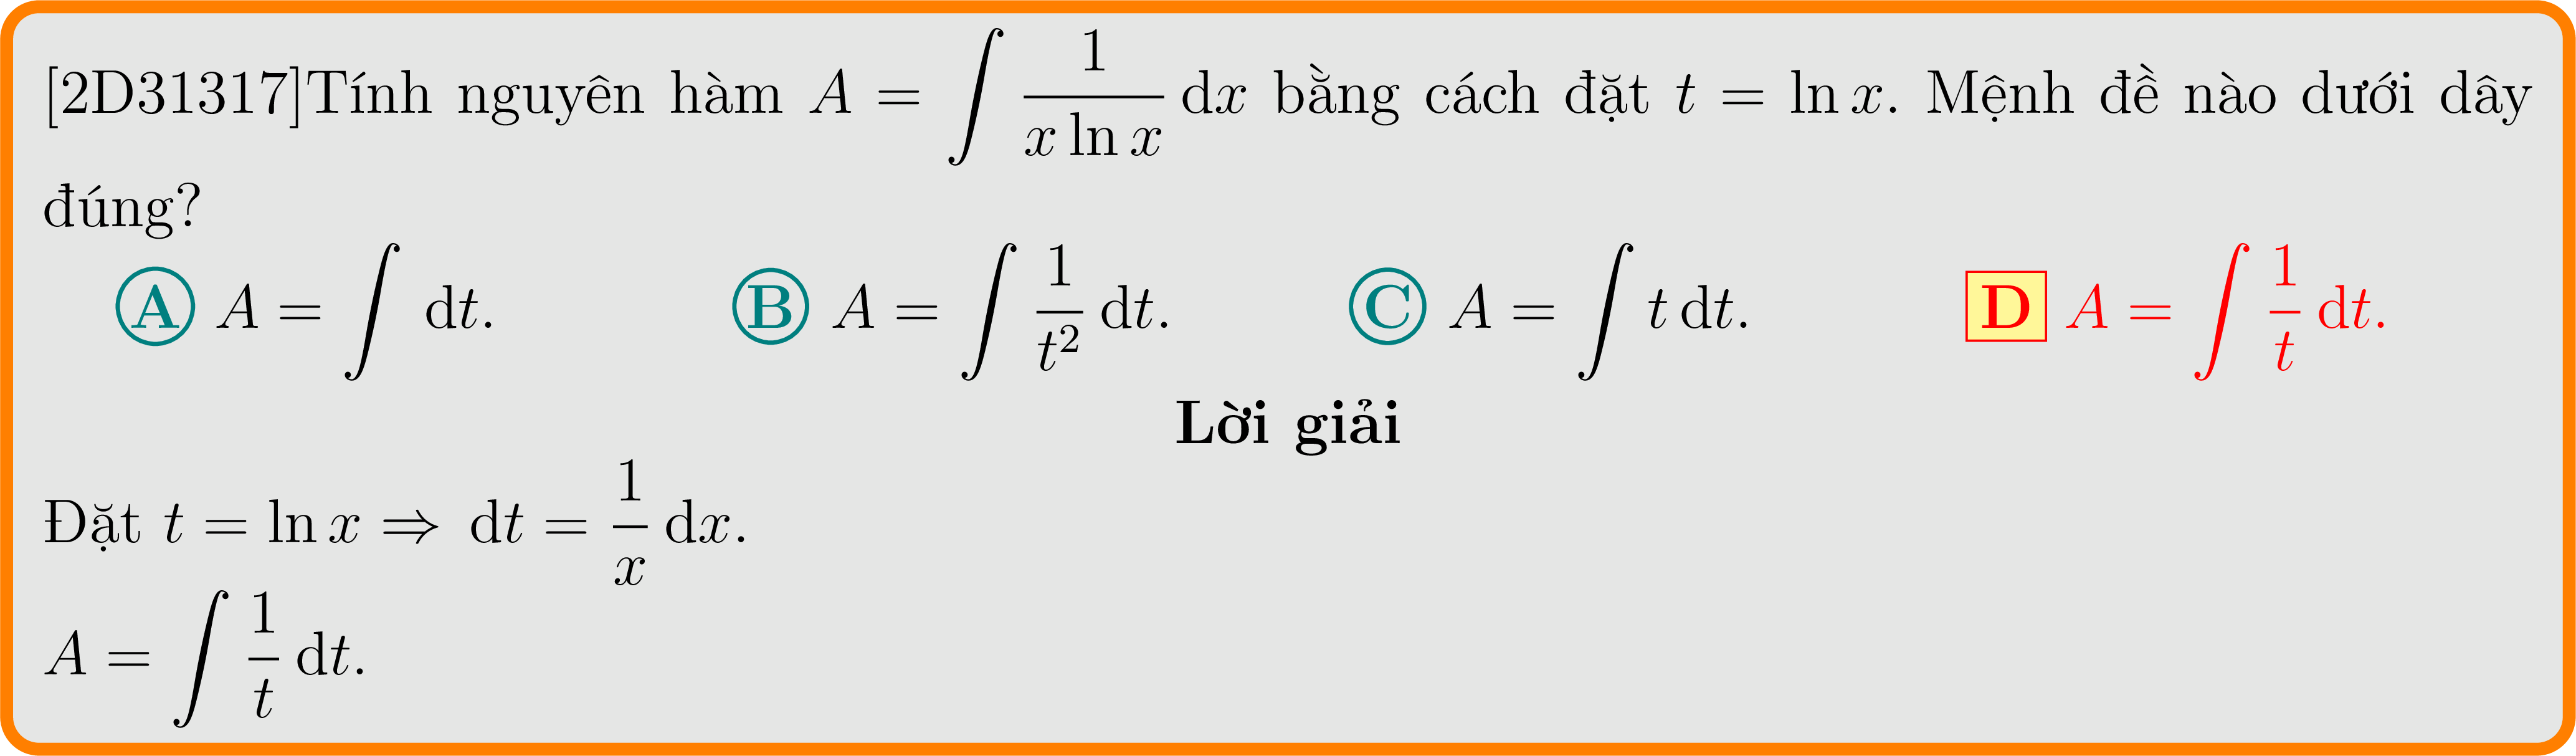 [2D31317]Tính nguyên hàm $A = \int \frac{1}{x \ln x} \, \mathrm{d}x$ bằng cách đặt $t = \ln x$. Mệnh đề nào dưới dây
đúng?
A $A = \int \mathrm{d}t$. B $A = \int \frac{1}{t^2} \, \mathrm{d}t$. C $A = \int t \, \mathrm{d}t$. D $A = \int \frac{1}{t} \, \mathrm{d}t$.
Lời giải
Đặt $t = \ln x \Rightarrow \mathrm{d}t = \frac{1}{x} \, \mathrm{d}x$.
$A = \int \frac{1}{t} \, \mathrm{d}t$.